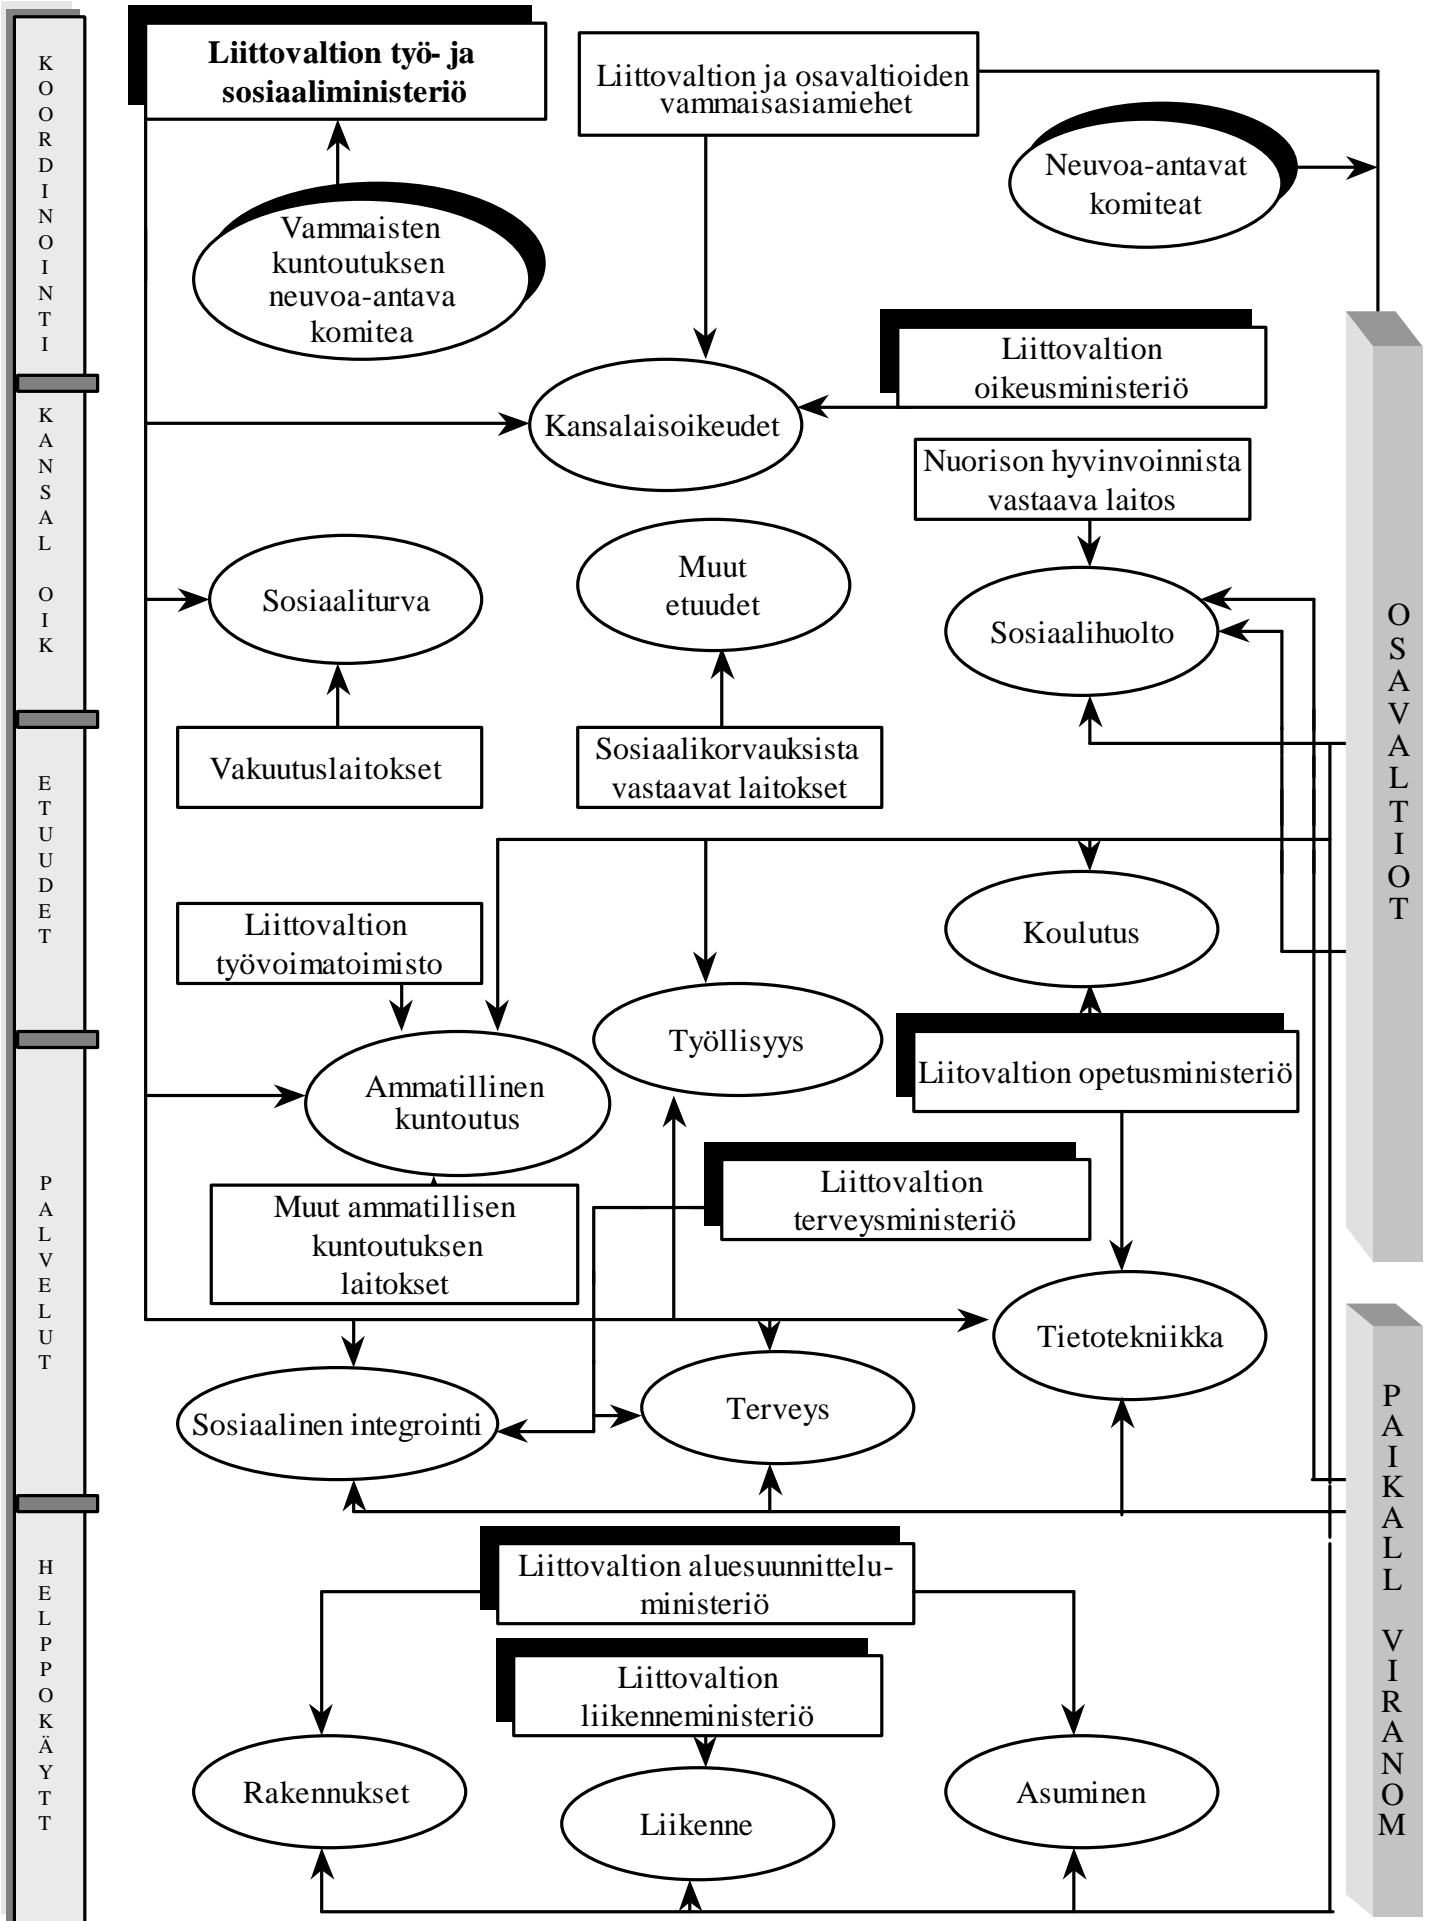 KOORDINOINTI
KANSAL OIK
ETUUDET
PALVELUT
HELPPOKÄYTT
Liittovaltion työ- ja
sosiaaliministeriö
Liittovaltion ja osavaltioiden
vammaisasiamiehet
Neuvoa-antavat
komiteat
Vammaisten
kuntoutuksen
neuvoa-antava
komitea
Liittovaltion
oikeusministeriö
Kansalaisoikeudet
Nuorison hyvinvoinnista
vastaava laitos
Sosiaaliturva
Muut
etuudet
Sosiaalihuolto
Vakuutuslaitokset
Sosiaalikorvauksista
vastaavat laitokset
Liittovaltion
työvoimatoimisto
Koulutus
Työllisyys
Liitovaltion opetusministeriö
Ammatillinen
kuntoutus
Liittovaltion
terveysministeriö
Muut ammatillisen
kuntoutuksen
laitokset
Tietotekniikka
Sosiaalinen integrointi
Terveys
Liittovaltion aluesuunnittelu-
ministeriö
Liittovaltion
liikenneministeriö
Rakennukset
Liikenne
Asuminen
OSAVALTIOT
PAIKALL VIRANOM